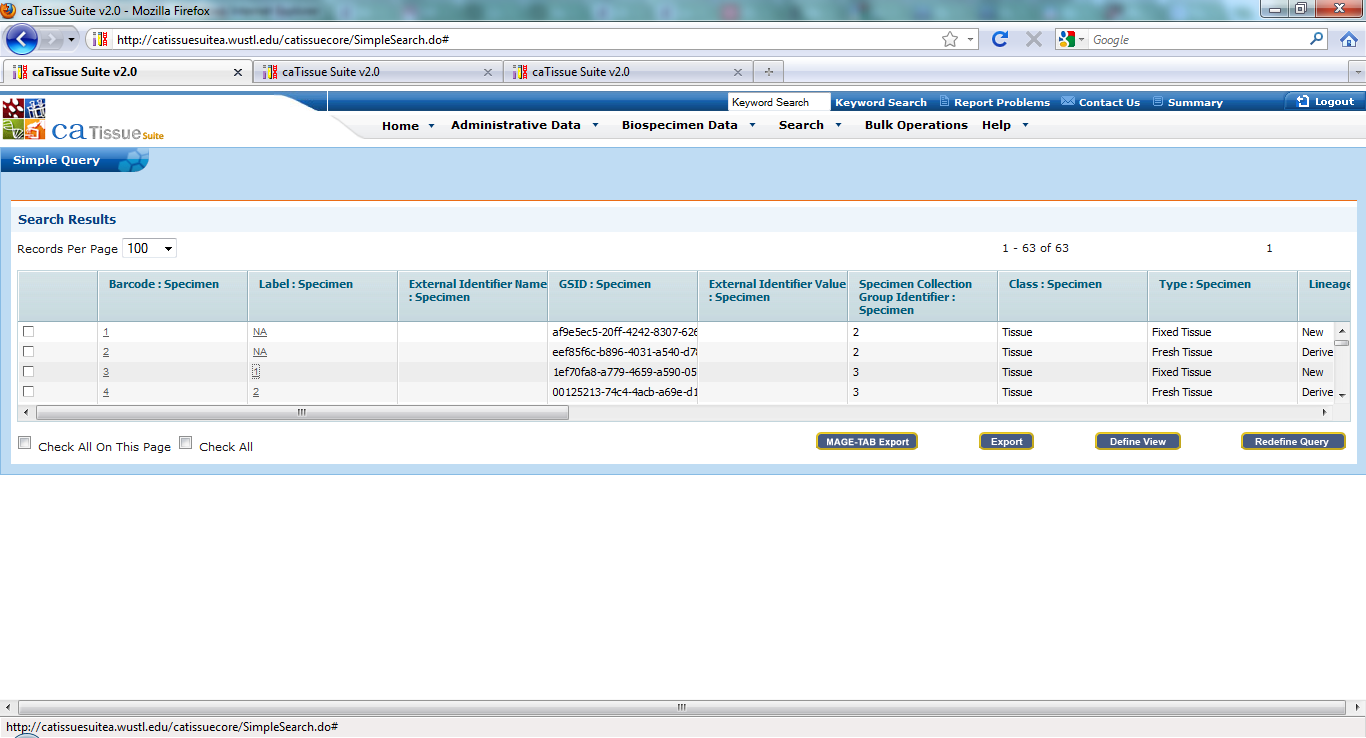 caTissue Suite v2.0 - Mozilla Firefox
http://catissuesuitea.wustl.edu/catissuecore/SimpleSearch.do#
Google
caTissue Suite v2.0
caTissue Suite v2.0
caTissue Suite v2.0
Keyword Search
Keyword Search
Report Problems
Contact Us
Summary
Logout
ca Tissue Suite
Home
Administrative Data
Biospecimen Data
Search
Bulk Operations
Help
Simple Query
Search Results
Records Per Page 100
1 - 63 of 63
1
Barcode : Specimen
Label : Specimen
External Identifier Name : Specimen
GSID : Specimen
External Identifier Value : Specimen
Specimen Collection Group Identifier : Specimen
Class : Specimen
Type : Specimen
Lineage
1 NA af9e5ec5-20ff-4242-8307-626 2 Tissue Fixed Tissue New
2 NA eef85f6c-b896-4031-a540-d78 2 Tissue Fresh Tissue Derive
3 1 1ef70fa8-a779-4659-a590-05 3 Tissue Fixed Tissue New
4 2 00125213-74c4-4acb-a69e-d1 3 Tissue Fresh Tissue Derive
Check All On This Page
Check All
MAGE-TAB Export
Export
Define View
Redefine Query
http://catissuesuitea.wustl.edu/catissuecore/SimpleSearch.do#